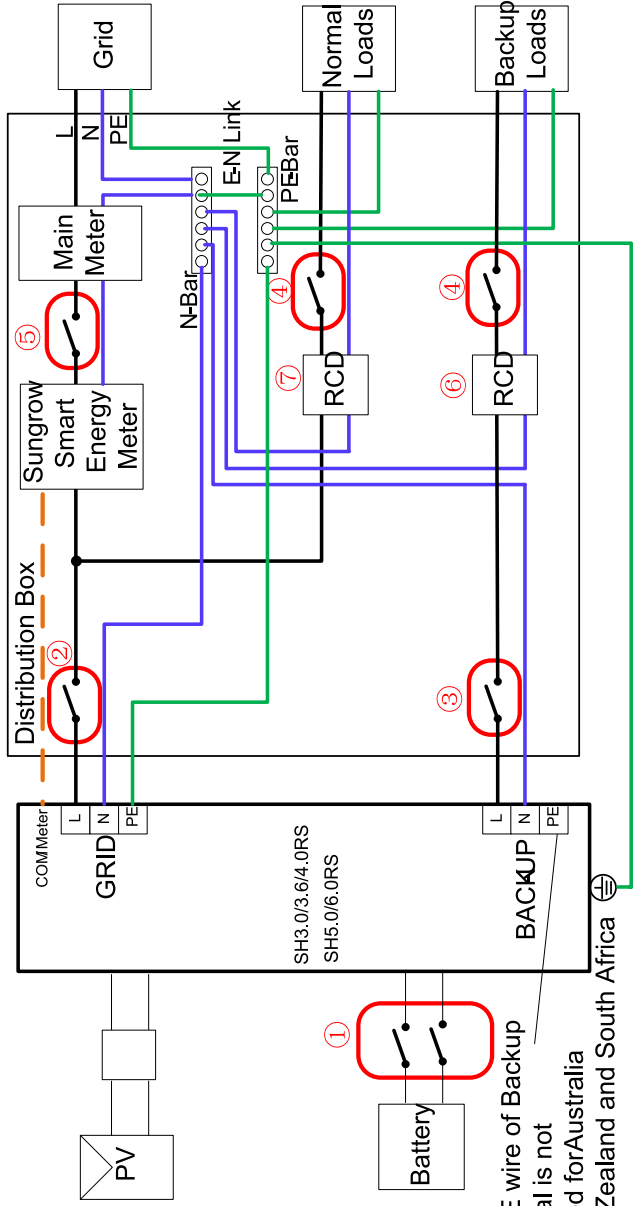 Grid
Normal
Loads
Backup
Loads
L
N
PE
E-N Link
PE-Bar
N-Bar
Main
Meter
⑤
④
④
⑦
⑥
RCD
RCD
Sungrow
Smart
Energy
Meter
Distribution Box
②
③
COMMeter
L
N
PE
GRID
L
N
PE
BACKUP
SH3.0/3.6/4.0RS
SH5.0/6.0RS
①
PV
Battery
wire of Backup
is not
forAustralia
Zealand and South Africa